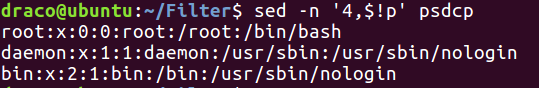 draco@ubuntu:~/Filter$ sed -n '4,$!p' psdcp
root:x:0:0:root:/root:/bin/bash
daemon:x:1:1:daemon:/usr/sbin:/usr/sbin/nologin
bin:x:2:1:bin:/bin:/usr/sbin/nologin